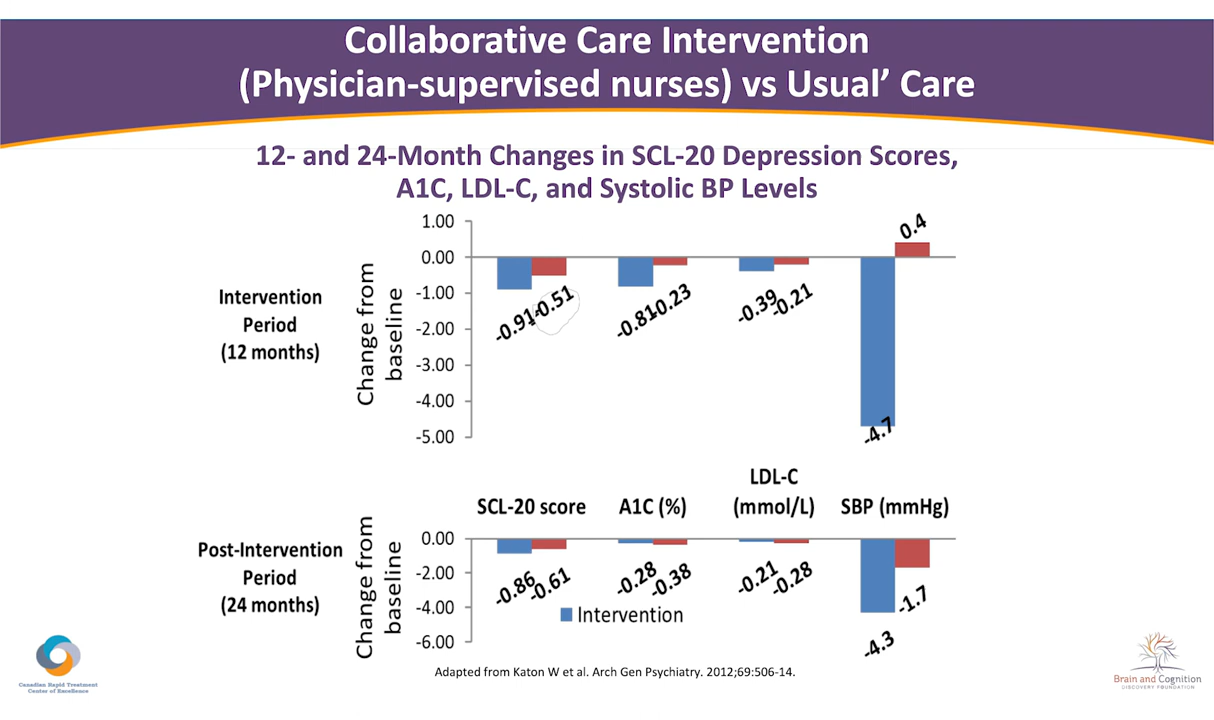 Collaborative Care Intervention
(Physician-supervised nurses) vs Usual’ Care
12- and 24-Month Changes in SCL-20 Depression Scores,
A1C, LDL-C, and Systolic BP Levels
Intervention
Period
(12 months)
Change from
baseline
1.00
0.00
-1.00
-2.00
-3.00
-4.00
-5.00
-0.91
-0.51
-0.81
-0.23
-0.39
-0.21
-4.7
0.4
SCL-20 score
A1C (%)
LDL-C
(mmol/L)
SBP (mmHg)
Post-Intervention
Period
(24 months)
Change from
baseline
0.00
-2.00
-4.00
-6.00
-0.86
-0.61
-0.28
-0.38
-0.21
-0.28
-4.3
-1.7
Intervention
Adapted from Katon W et al. Arch Gen Psychiatry. 2012;69:506-14.
Canadian Rapid Treatment
Center of Excellence
Brain and Cognition
DISCOVERY FOUNDATION